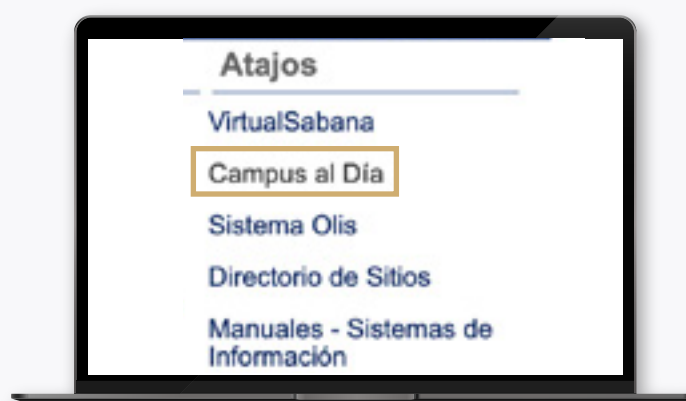 Atajos
VirtualSabana
Campus al Día
Sistema Olis
Directorio de Sitios
Manuales - Sistemas de
Información